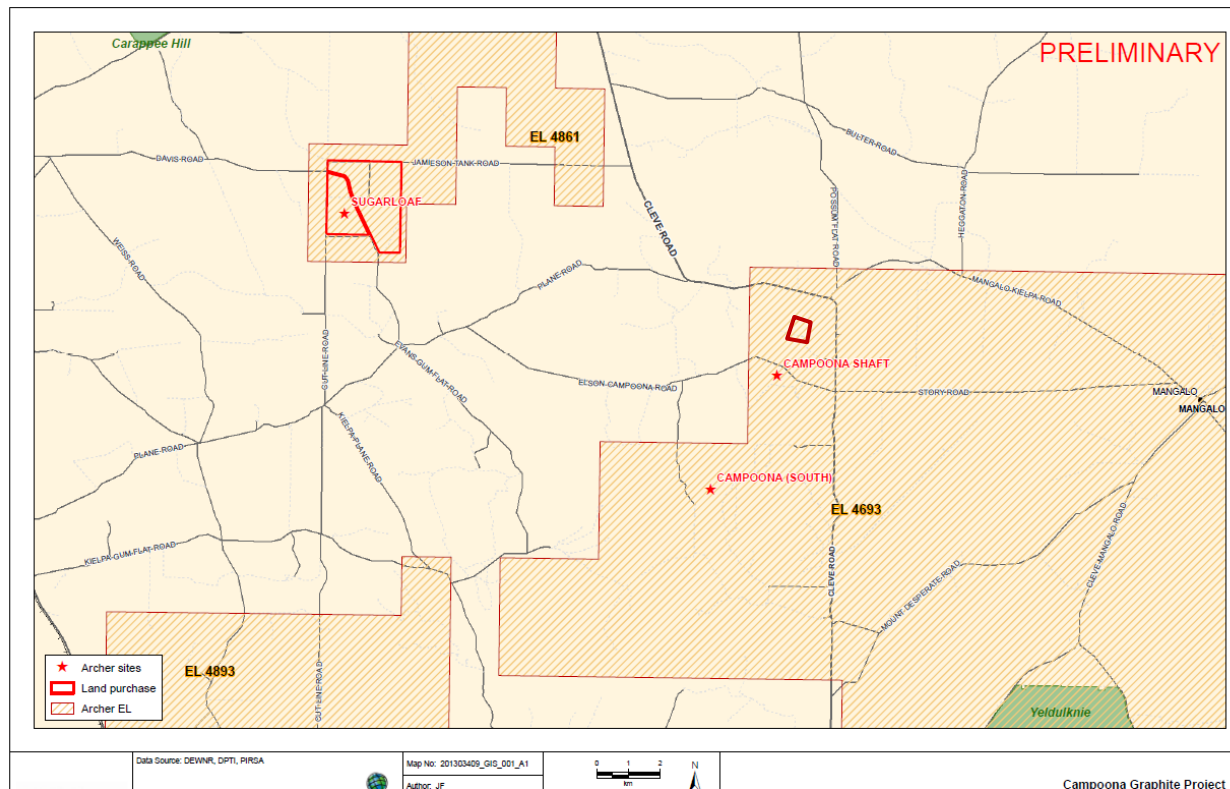 Carappee Hill
PRELIMINARY
EL 4861
BULTER-ROAD
DAVIS-ROAD
JAMIESON-TANK-ROAD
SUGARLOAF
POSSUM FLAT-ROAD
HEGGATON-ROAD
CLEVE-ROAD
WEISS-ROAD
PLANE-ROAD
MANGALO-KIELPA-ROAD
CUT-LINE-ROAD
EVANS-GUM-FLAT-ROAD
CAMPOONA SHAFT
ELSON-CAMPOONA ROAD
STORY-ROAD
MANGALO
MANGALO
KIELPA-PLANE-ROAD
PLANE-ROAD
CAMPOONA (SOUTH)
EL 4693
KIELPA-GUM-FLAT-ROAD
CLEVE-ROAD
CLEVE-MANGALO-ROAD
MOUNT-DESPERATE-ROAD
EL 4893
CUT-LINE-ROAD
Yeldulknie
Archer sites
Land purchase
Archer EL
Data Source: DEWNR, DPTI, PIRSA
Map No: 201303409_GIS_001_A1
Author: JF
0 1 2
km
N
Campoona Graphite Project